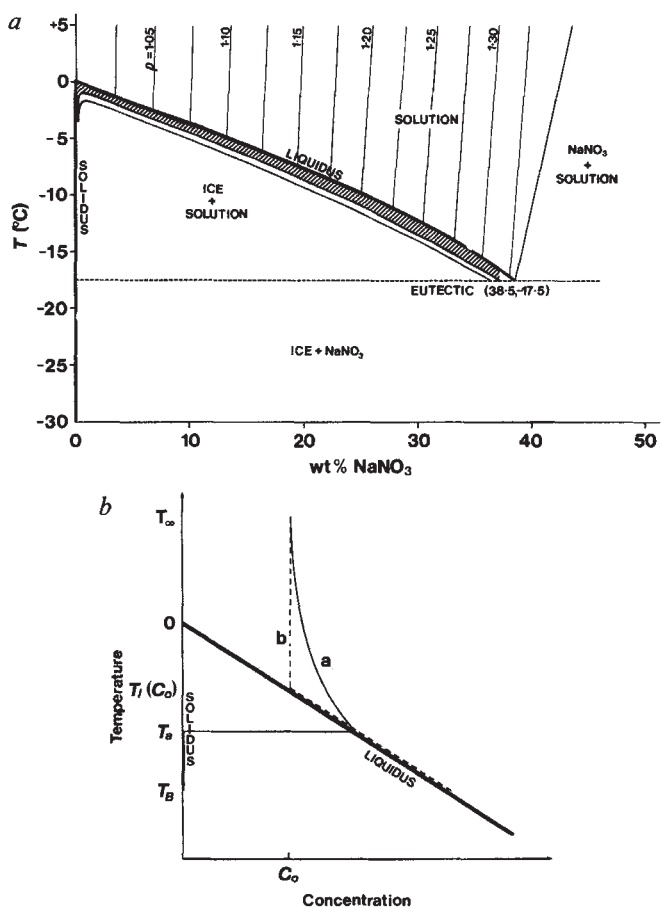 a
+5
0
-5
-10
-15
-20
-25
-30
T (°C)
ρ=1·05
1·10
1·15
1·20
1·25
1·30
SOLUTION
NaNO₃
+
SOLUTION
LIQUIDUS
SOLIDUS
ICE
+
SOLUTION
EUTECTIC (38·5,-17·5)
ICE + NaNO₃
0
10
20
30
40
50
wt % NaNO₃
b
T∞
0
b
a
Tₗ (C₀)
Tₐ
T_B
SOLIDUS
LIQUIDUS
Temperature
C₀
Concentration